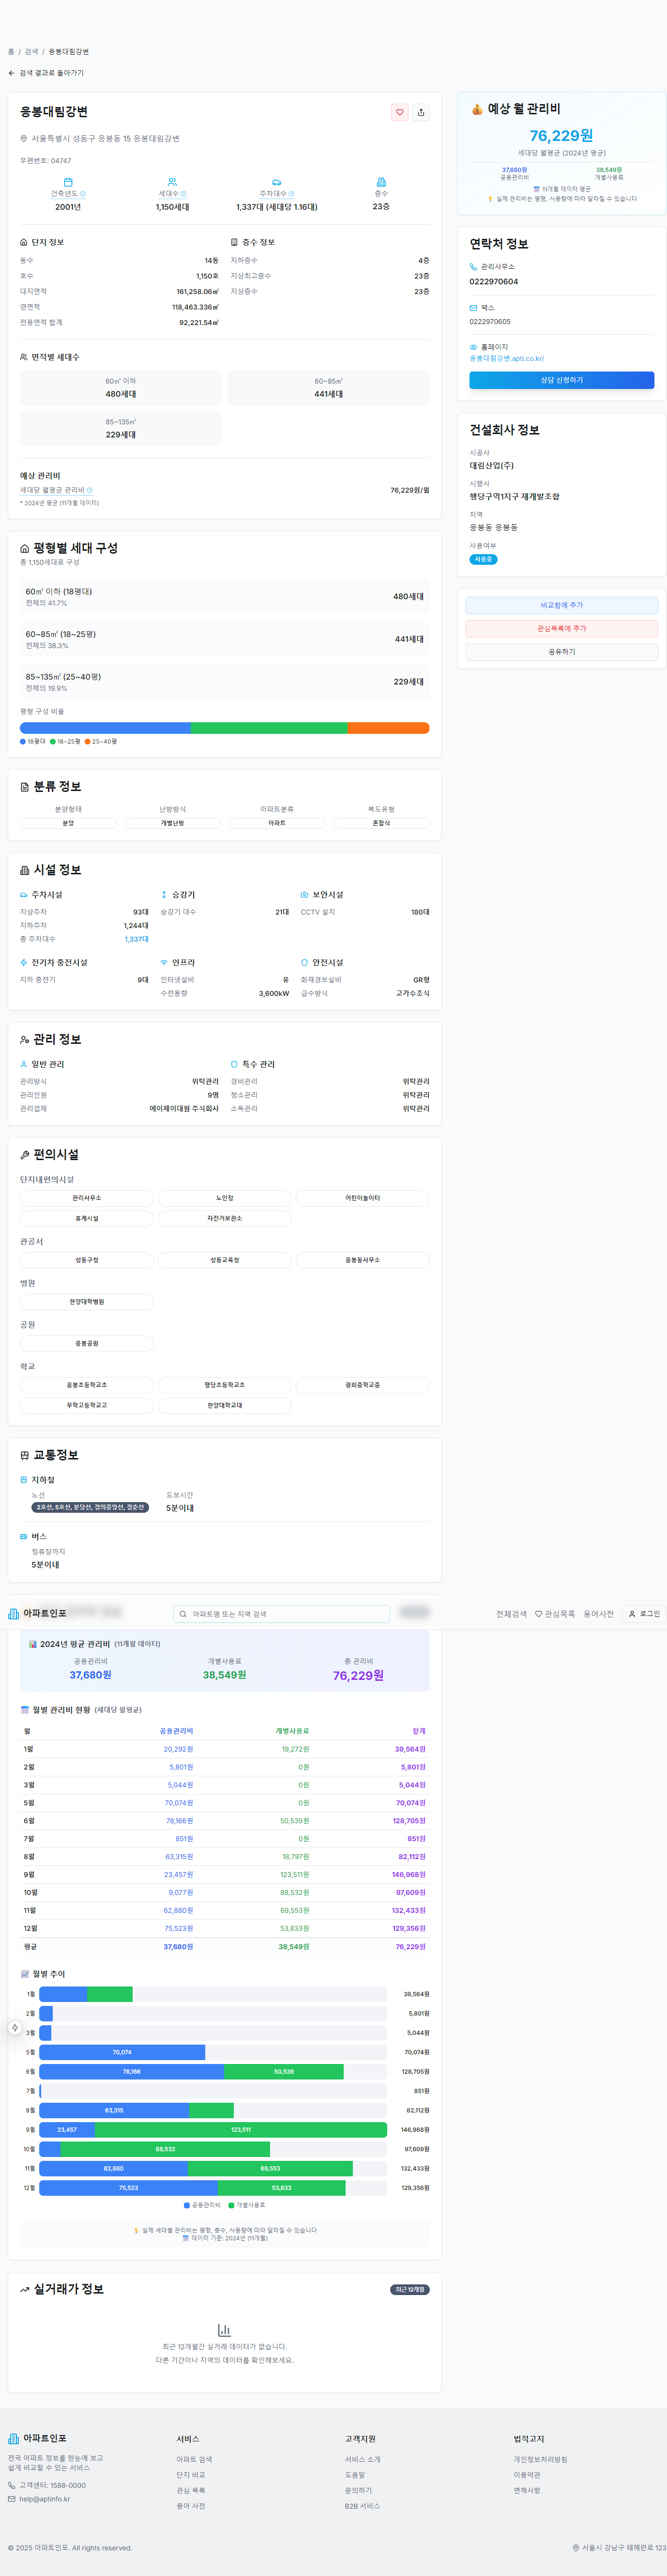 홈 / 검색 / 응봉대림강변
검색 결과로 돌아가기
응봉대림강변
서울특별시 성동구 응봉동 15 응봉대림강변
우편번호: 04747
건축년도 세대수 주차대수 층수
2001년 1,150세대 1,337대 (세대당 1.16대) 23층
단지 정보
동수 14동
호수 1,150호
대지면적 161,258.06㎡
연면적 118,463.336㎡
전용면적 합계 92,221.54㎡
층수 정보
지하층수 4층
지상최고층수 23층
지상층수 23층
면적별 세대수
60㎡ 이하
480세대
60~85㎡
441세대
85~135㎡
229세대
예상 관리비
세대당 월평균 관리비 76,229원/월
* 2024년 평균 (11개월 데이터)
평형별 세대 구성
총 1,150세대로 구성
60㎡ 이하 (18평대)
전체의 41.7%
480세대
60~85㎡ (18~25평)
전체의 38.3%
441세대
85~135㎡ (25~40평)
전체의 19.9%
229세대
평형 구성 비율
18평대 18~25평 25~40평
분류 정보
분양형태 난방방식 아파트분류 복도유형
분양 개별난방 아파트 혼합식
시설 정보
주차시설
지상주차 93대
지하주차 1,244대
총 주차대수 1,337대
승강기
승강기 대수 21대
보안시설
CCTV 설치 180대
전기차 충전시설
지하 충전기 9대
인프라
인터넷설비 유
수전용량 3,600kW
안전시설
화재경보설비 GR형
급수방식 고가수조식
관리 정보
일반 관리
관리방식 위탁관리
관리인원 9명
관리업체 에이제이대원 주식회사
특수 관리
경비관리 위탁관리
청소관리 위탁관리
소독관리 위탁관리
편의시설
단지내편의시설
관리사무소 노인정 어린이놀이터
휴게시설 자전거보관소
관공서
성동구청 성동교육청 응봉동사무소
병원
한양대학병원
공원
응봉공원
학교
응봉초등학교초 행당초등학교초 광희중학교중
무학고등학교고 한양대학교대
교통정보
지하철
노선 도보시간
2호선, 5호선, 분당선, 경의중앙선, 경춘선 5분이내
버스
정류장까지
5분이내
아파트인포
아파트명 또는 지역 검색
전체검색 관심목록 용어사전 로그인
2024년 평균 관리비 (11개월 데이터)
공용관리비 개별사용료 총 관리비
37,680원 38,549원 76,229원
월별 관리비 현황 (세대당 월평균)
월 공용관리비 개별사용료 합계
1월 20,292원 19,272원 39,564원
2월 5,801원 0원 5,801원
3월 5,044원 0원 5,044원
5월 70,074원 0원 70,074원
6월 78,166원 50,539원 128,705원
7월 851원 0원 851원
8월 63,315원 18,797원 82,112원
9월 23,457원 123,511원 146,968원
10월 9,077원 88,532원 97,609원
11월 62,880원 69,553원 132,433원
12월 75,523원 53,833원 129,356원
평균 37,680원 38,549원 76,229원
월별 추이
1월 39,564원
2월 5,801원
3월 5,044원
5월 70,074 70,074원
6월 78,166 50,539 128,705원
7월 851원
8월 63,315 82,112원
9월 23,457 123,511 146,968원
10월 88,532 97,609원
11월 62,880 69,553 132,433원
12월 75,523 53,833 129,356원
공용관리비 개별사용료
실제 세대별 관리비는 평형, 층수, 사용량에 따라 달라질 수 있습니다
데이터 기준: 2024년 (11개월)
실거래가 정보
최근 12개월
최근 12개월간 실거래 데이터가 없습니다.
다른 기간이나 지역의 데이터를 확인해보세요.
예상 월 관리비
76,229원
세대당 월평균 (2024년 평균)
37,680원 38,549원
공용관리비 개별사용료
11개월 데이터 평균
실제 관리비는 평형, 사용량에 따라 달라질 수 있습니다
연락처 정보
관리사무소
0222970604
팩스
0222970605
홈페이지
응봉대림강변.apti.co.kr/
상담 신청하기
건설회사 정보
시공사
대림산업(주)
시행사
행당구역1지구 재개발조합
지역
응봉동 응봉동
사용여부
사용중
비교함에 추가
관심목록에 추가
공유하기
아파트인포
전국 아파트 정보를 한눈에 보고
쉽게 비교할 수 있는 서비스
고객센터: 1588-0000
help@aptinfo.kr
서비스
아파트 검색
단지 비교
관심 목록
용어 사전
고객지원
서비스 소개
도움말
문의하기
B2B 서비스
법적고지
개인정보처리방침
이용약관
면책사항
© 2025 아파트인포. All rights reserved.
서울시 강남구 테헤란로 123